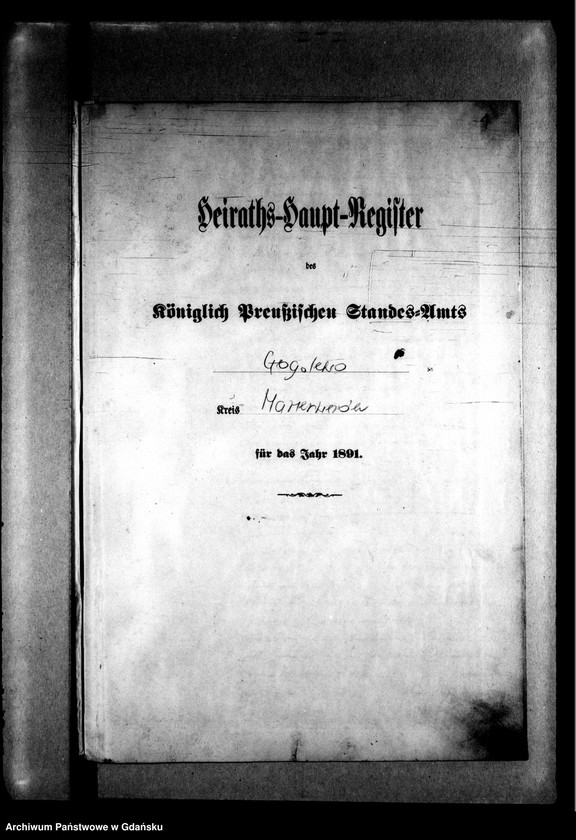 Heiraths-Haupt-Register
des
Königlich Preußischen Standes-Amts
Gogolewo
Kreis Marienwerder
für das Jahr 1891.
Archiwum Państwowe w Gdańsku